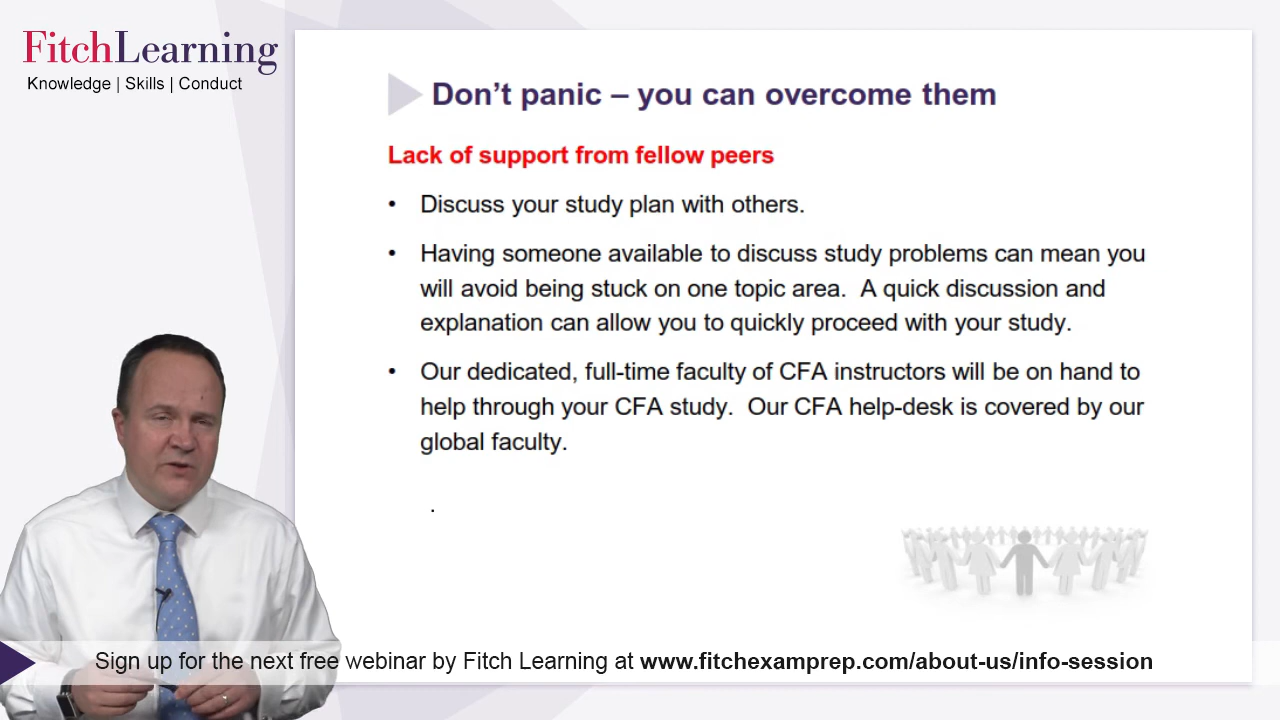 FitchLearning
Knowledge | Skills | Conduct
Don't panic – you can overcome them
Lack of support from fellow peers
• Discuss your study plan with others.
• Having someone available to discuss study problems can mean you
will avoid being stuck on one topic area.  A quick discussion and
explanation can allow you to quickly proceed with your study.
• Our dedicated, full-time faculty of CFA instructors will be on hand to
help through your CFA study.  Our CFA help-desk is covered by our
global faculty.
.
Sign up for the next free webinar by Fitch Learning at www.fitchexamprep.com/about-us/info-session